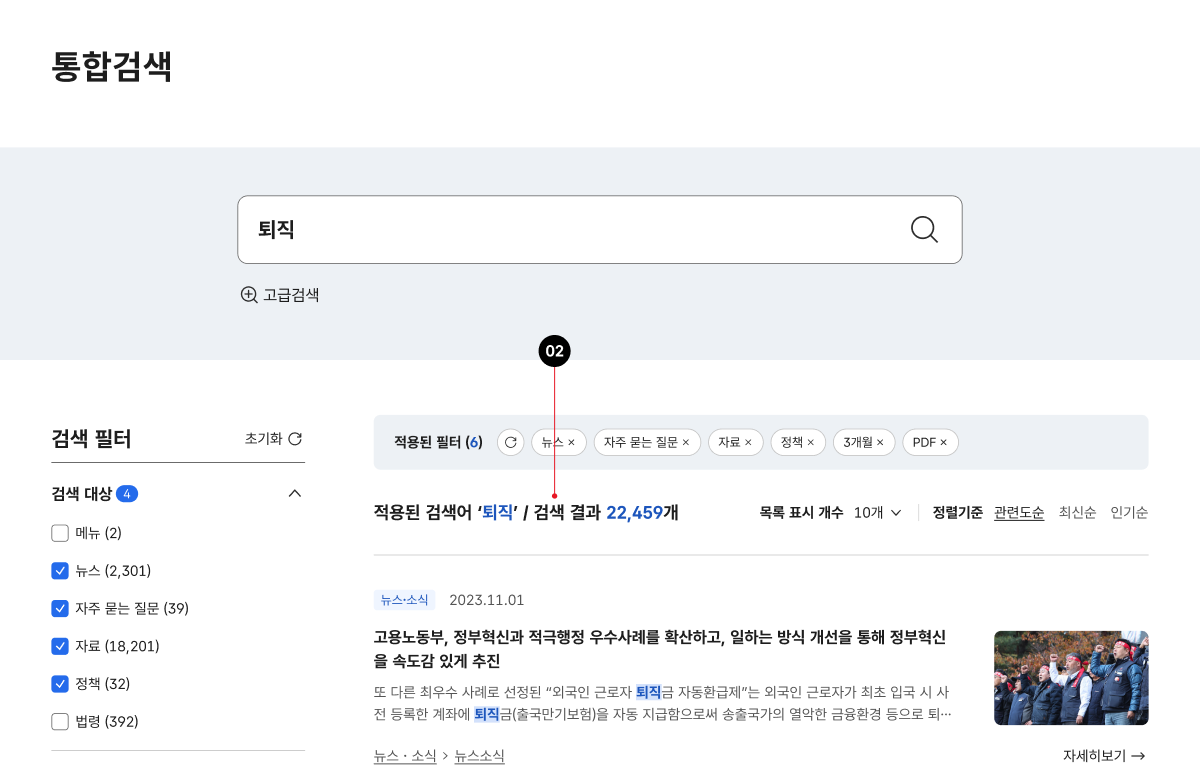 통합검색
퇴직
고급검색
02
검색 필터
초기화
검색 대상 4
메뉴 (2)
뉴스 (2,301)
자주 묻는 질문 (39)
자료 (18,201)
정책 (32)
법령 (392)
적용된 필터 (6) 뉴스 × 자주 묻는 질문 × 자료 × 정책 × 3개월 × PDF ×
적용된 검색어 ‘퇴직’ / 검색 결과 22,459개
목록 표시 개수 10개 정렬기준 관련도순 최신순 인기순
뉴스·소식 2023.11.01
고용노동부, 정부혁신과 적극행정 우수사례를 확산하고, 일하는 방식 개선을 통해 정부혁신
을 속도감 있게 추진
또 다른 최우수 사례로 선정된 “외국인 근로자 퇴직금 자동환급제”는 외국인 근로자가 최초 입국 시 사
전 등록한 계좌에 퇴직금(출국만기보험)을 자동 지급함으로써 송출국가의 열악한 금융환경 등으로 퇴…
뉴스 · 소식 > 뉴스소식
자세히보기 →